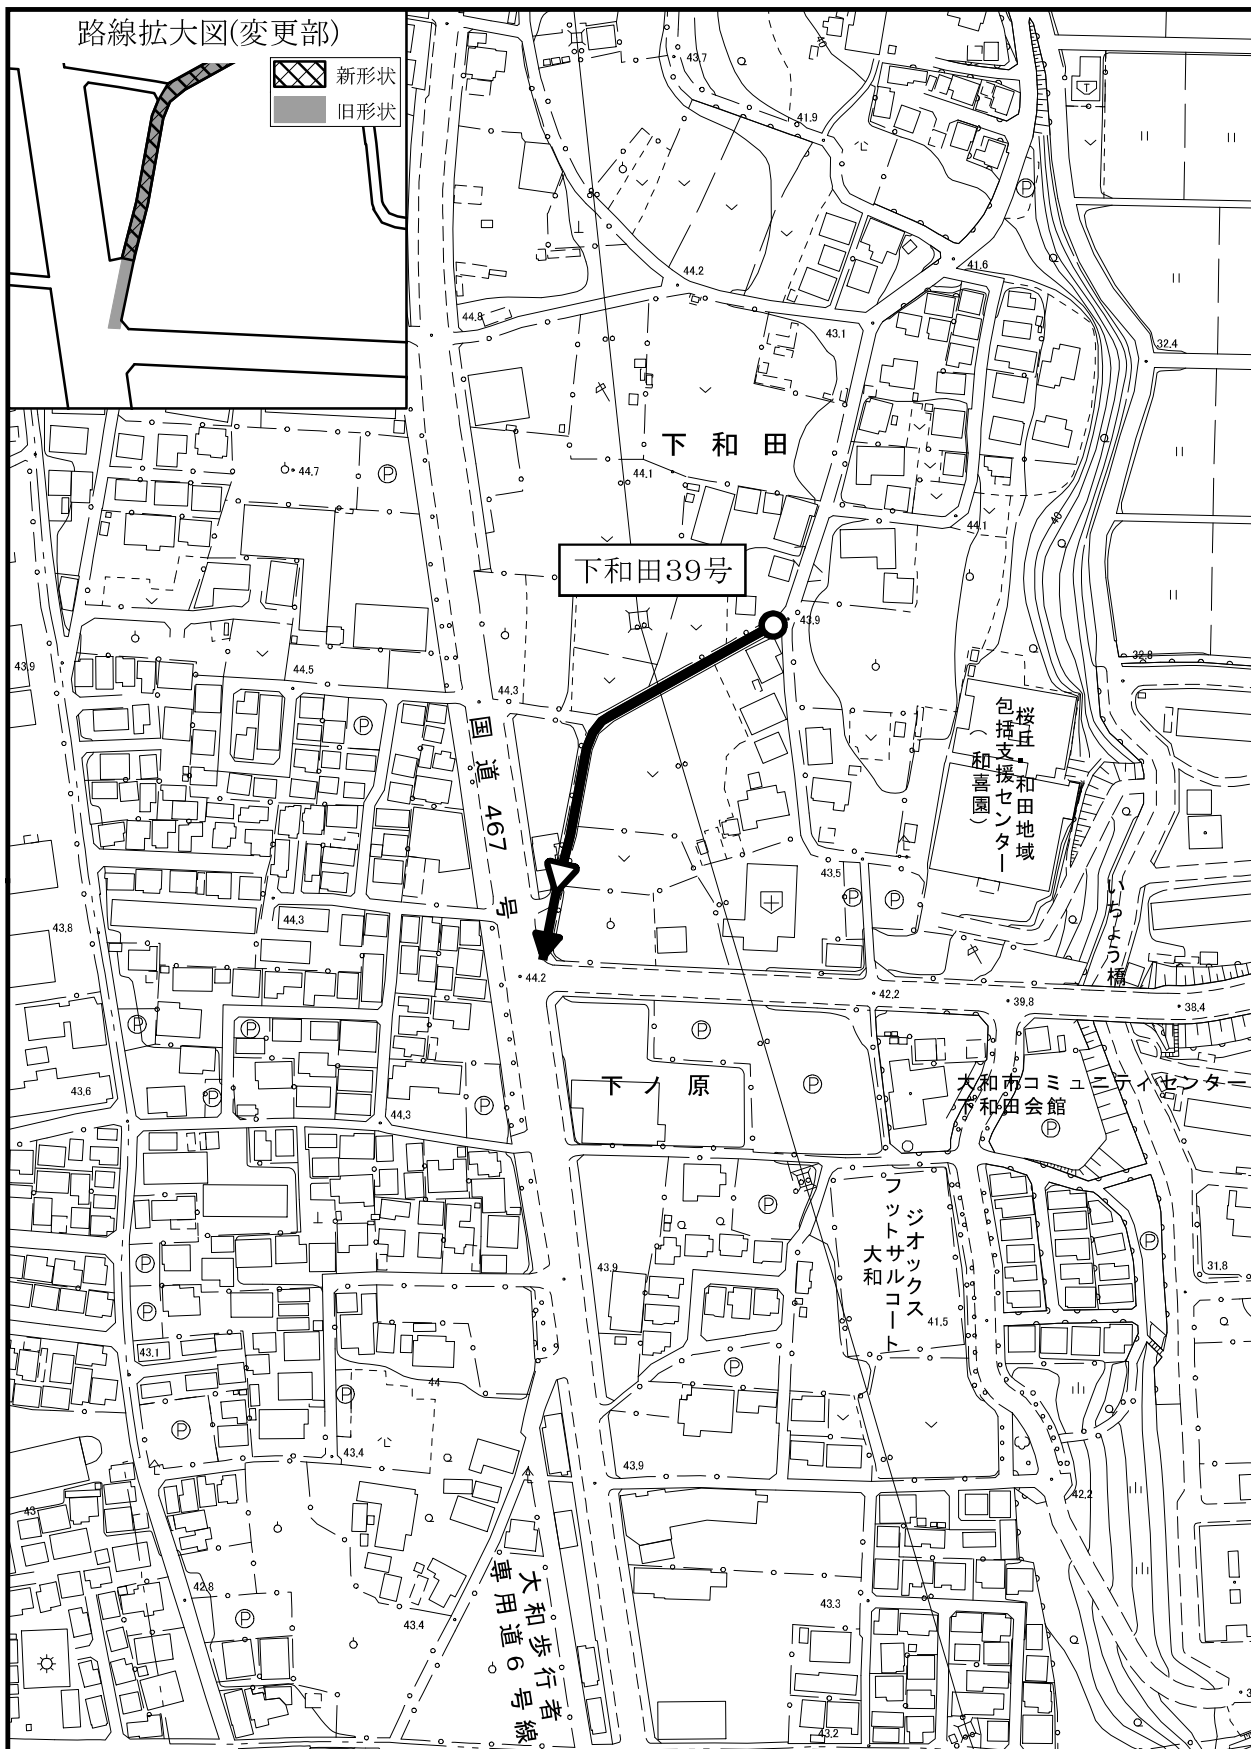 路線拡大図(変更部)
新形状
旧形状
43.7
40
41.9
44.2
41.6
44.8
43.1
32.4
下和田
44.7
44.1
44.1
40
下和田39号
43.9
43.9
32.8
44.5
44.3
国道467号
桜丘・和田地域
包括支援センター
(和喜園)
43.5
44.3
43.8
いちょう橋
44.2
42.2
39.8
38.4
下ノ原
大和市コミュニティセンター
下和田会館
43.6
44.3
ジオックス
フットサルコート
大和
43.9
31.8
41.5
43.1
44
43.4
43.9
42.2
43
42.8
43.4
43.3
大和歩行者
専用道6号線
43.2